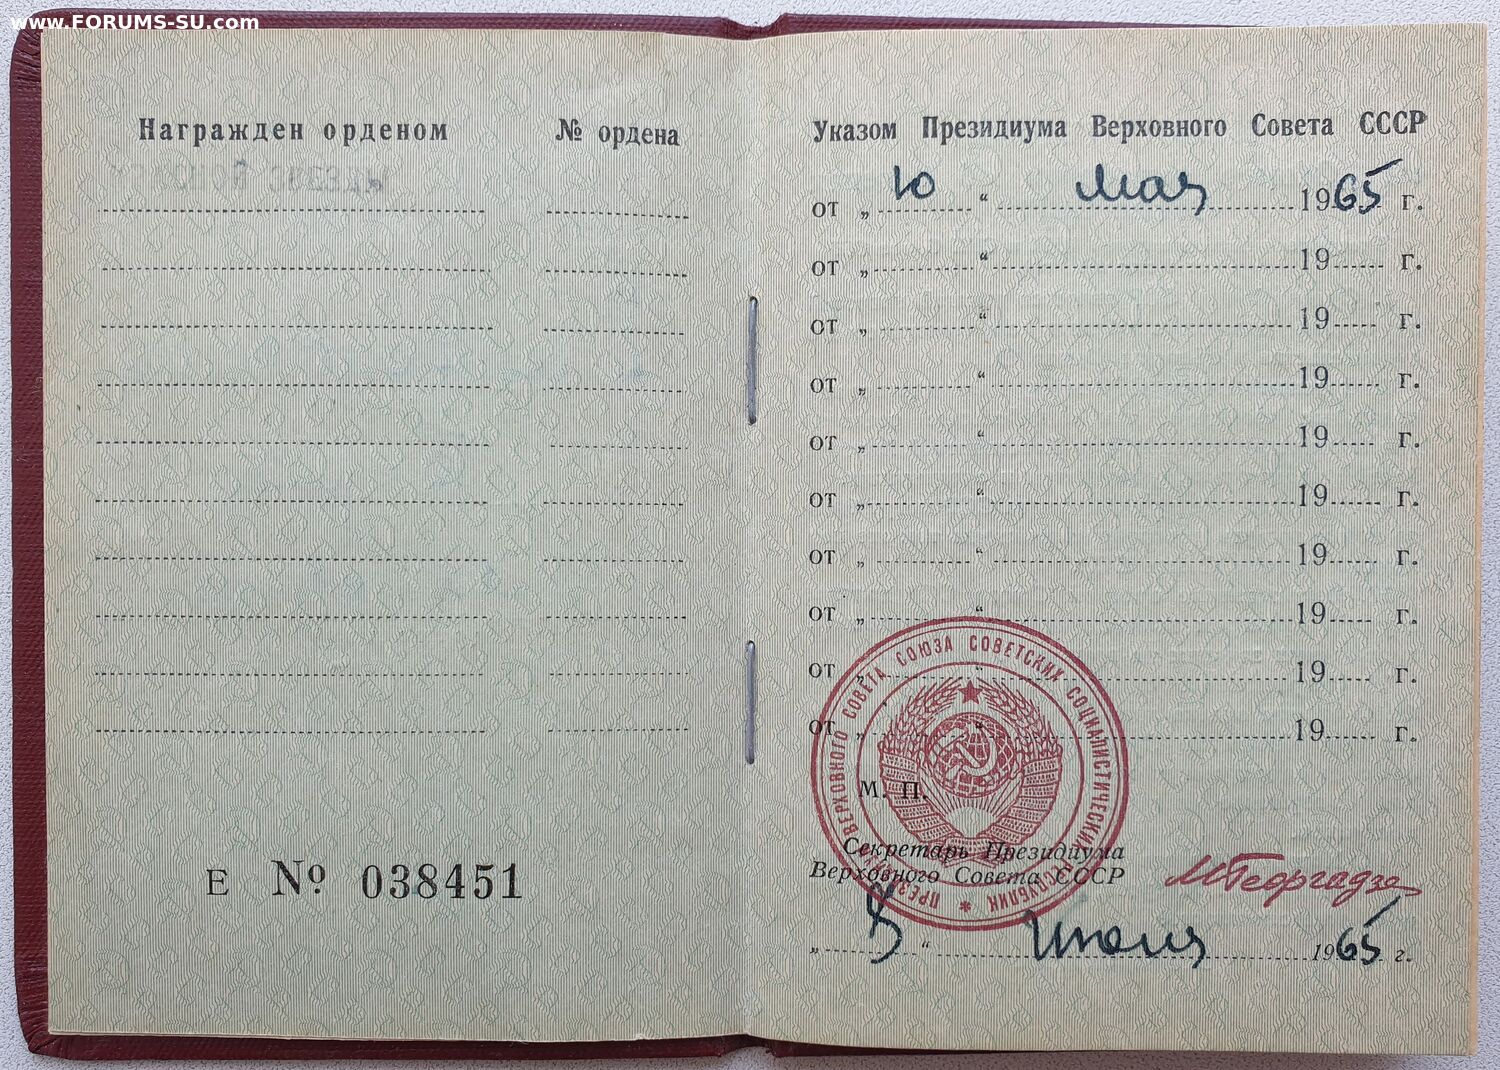 www.FORUMS-SU.com
Награжден орденом № ордена
Указом Президиума Верховного Совета СССР
от „ 10 “ мая 1965 г.
от „ “ 19 г.
от „ “ 19 г.
от „ “ 19 г.
от „ “ 19 г.
от „ “ 19 г.
от „ “ 19 г.
от „ “ 19 г.
от „ “ 19 г.
от „ “ 19 г.
ПРЕЗИДИУМ ВЕРХОВНОГО СОВЕТА СОЮЗА СОВЕТСКИХ СОЦИАЛИСТИЧЕСКИХ РЕСПУБЛИК *
М. П.
Секретарь Президиума
Верховного Совета СССР
МГеоргадзе
„ 8 “ июля 1965 г.
Е № 038451